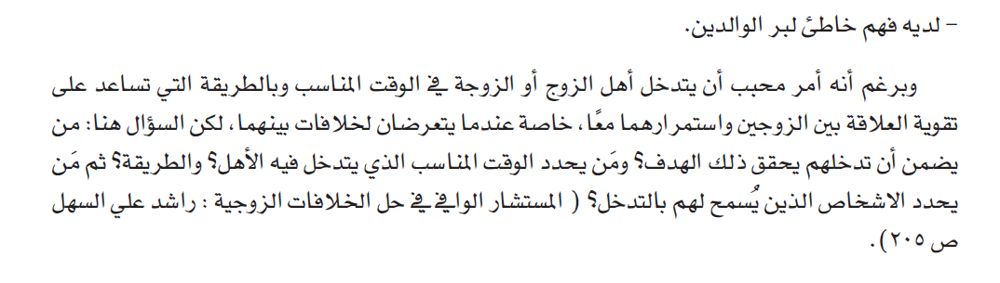 – لديه فهم خاطئ لبر الوالدين.
وبرغم أنه أمر محبب أن يتدخل أهل الزوج أو الزوجة في الوقت المناسب وبالطريقة التي تساعد على
تقوية العلاقة بين الزوجين واستمرارهما معًا، خاصة عندما يتعرضان لخلافات بينهما، لكن السؤال هنا: من
يضمن أن تدخلهم يحقق ذلك الهدف؟ ومَن يحدد الوقت المناسب الذي يتدخل فيه الأهل؟ والطريقة؟ ثم مَن
يحدد الاشخاص الذين يُسمح لهم بالتدخل؟ ( المستشار الوافي في حل الخلافات الزوجية : راشد علي السهل
ص ٢٠٥).